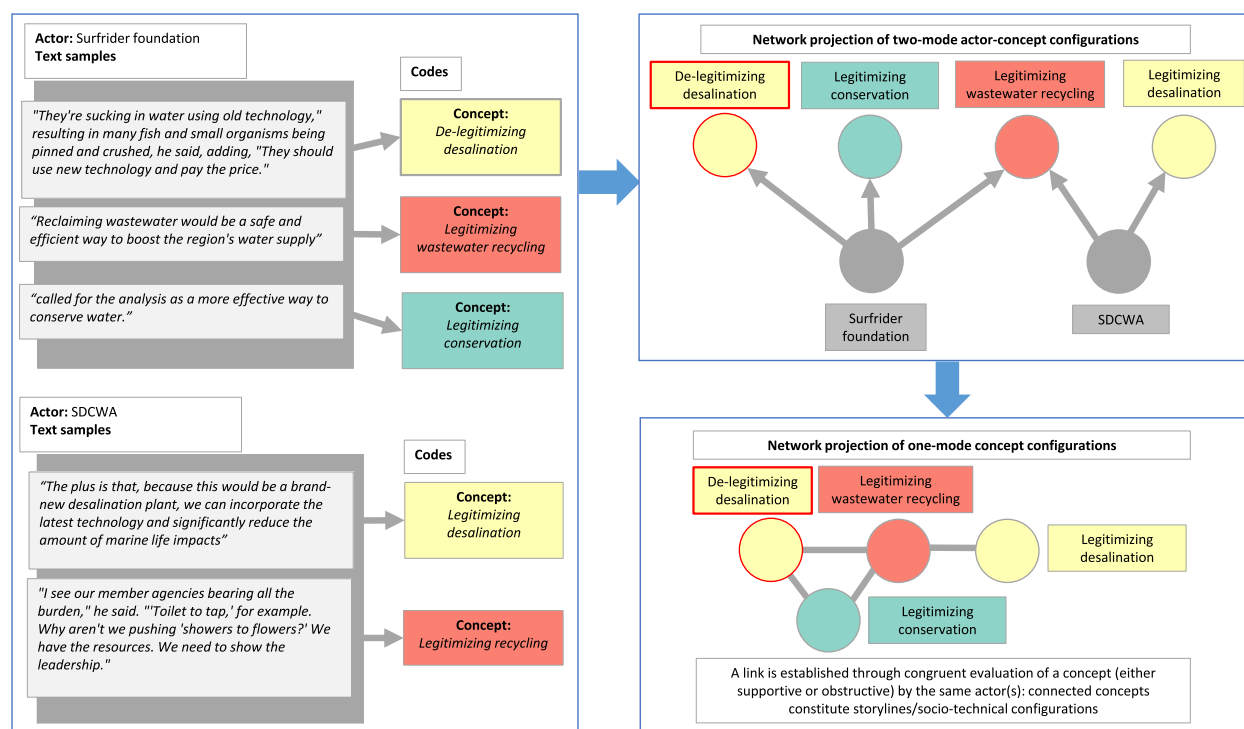 Actor: Surfrider foundation
Text samples
Codes
"They're sucking in water using old technology,"
resulting in many fish and small organisms being
pinned and crushed, he said, adding, "They should
use new technology and pay the price."
Concept:
De-legitimizing
desalination
“Reclaiming wastewater would be a safe and
efficient way to boost the region's water supply”
Concept:
Legitimizing
wastewater recycling
“called for the analysis as a more effective way to
conserve water.”
Concept:
Legitimizing
conservation
Actor: SDCWA
Text samples
Codes
“The plus is that, because this would be a brand-
new desalination plant, we can incorporate the
latest technology and significantly reduce the
amount of marine life impacts”
Concept:
Legitimizing
desalination
"I see our member agencies bearing all the
burden," he said. "'Toilet to tap,' for example.
Why aren't we pushing 'showers to flowers?' We
have the resources. We need to show the
leadership."
Concept:
Legitimizing recycling
Network projection of two-mode actor-concept configurations
De-legitimizing
desalination
Legitimizing
conservation
Legitimizing
wastewater recycling
Legitimizing
desalination
Surfrider
foundation
SDCWA
Network projection of one-mode concept configurations
De-legitimizing
desalination
Legitimizing
wastewater recycling
Legitimizing
desalination
Legitimizing
conservation
A link is established through congruent evaluation of a concept (either
supportive or obstructive) by the same actor(s): connected concepts
constitute storylines/socio-technical configurations